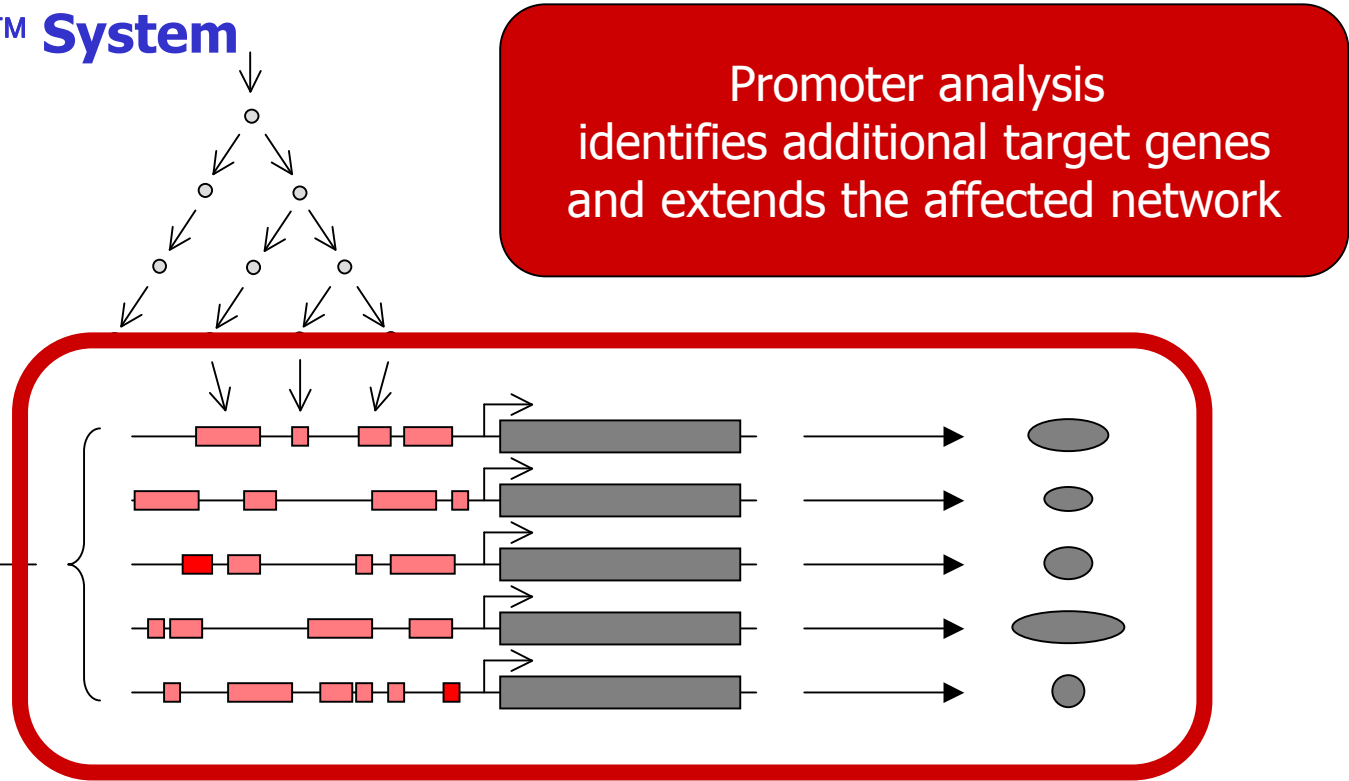 ™ System
Promoter analysis
identifies additional target genes
and extends the affected network